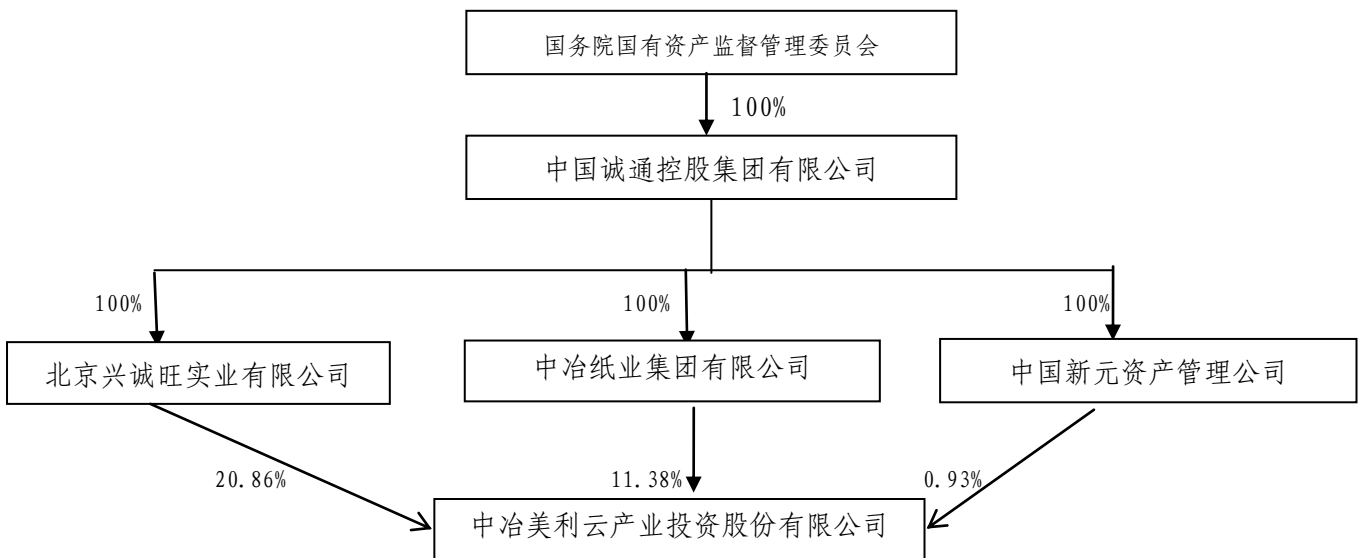 国务院国有资产监督管理委员会
100%
中国诚通控股集团有限公司
100%
100%
100%
北京兴诚旺实业有限公司
中冶纸业集团有限公司
中国新元资产管理公司
20.86%
11.38%
0.93%
中冶美利云产业投资股份有限公司